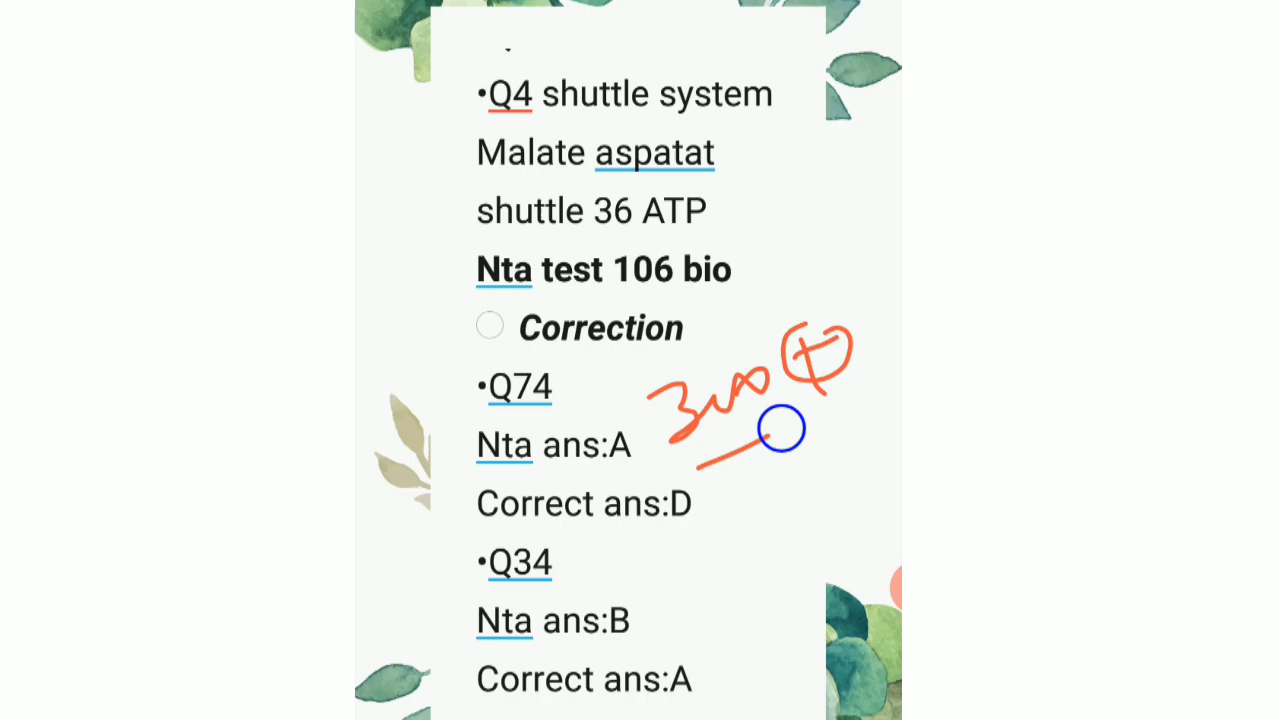 •Q4 shuttle system
Malate aspatat
shuttle 36 ATP
Nta test 106 bio
Correction
•Q74
Nta ans:A
Correct ans:D
•Q34
Nta ans:B
Correct ans:A